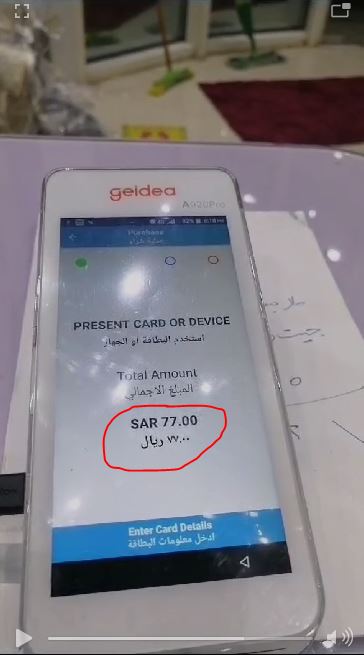 geidea
A920Pro
Purchase
عملية شراء
PRESENT CARD OR DEVICE
استخدم البطاقة او الجهاز
Total Amount
المبلغ الاجمالي
SAR 77.00
٧٧.٠٠ ريال
Enter Card Details
ادخل معلومات البطاقة